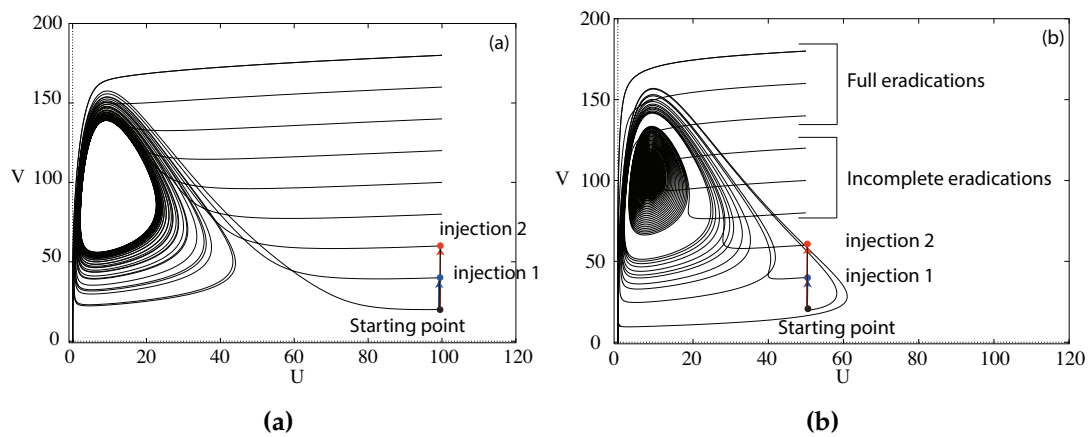 200
(a)
150
V
100
injection 2
50
injection 1
Starting point
0
0 20 40 60 80 100 120
U
(a)
200
(b)
Full eradications
150
V
100
Incomplete eradications
injection 2
50
injection 1
Starting point
0
0 20 40 60 80 100 120
U
(b)